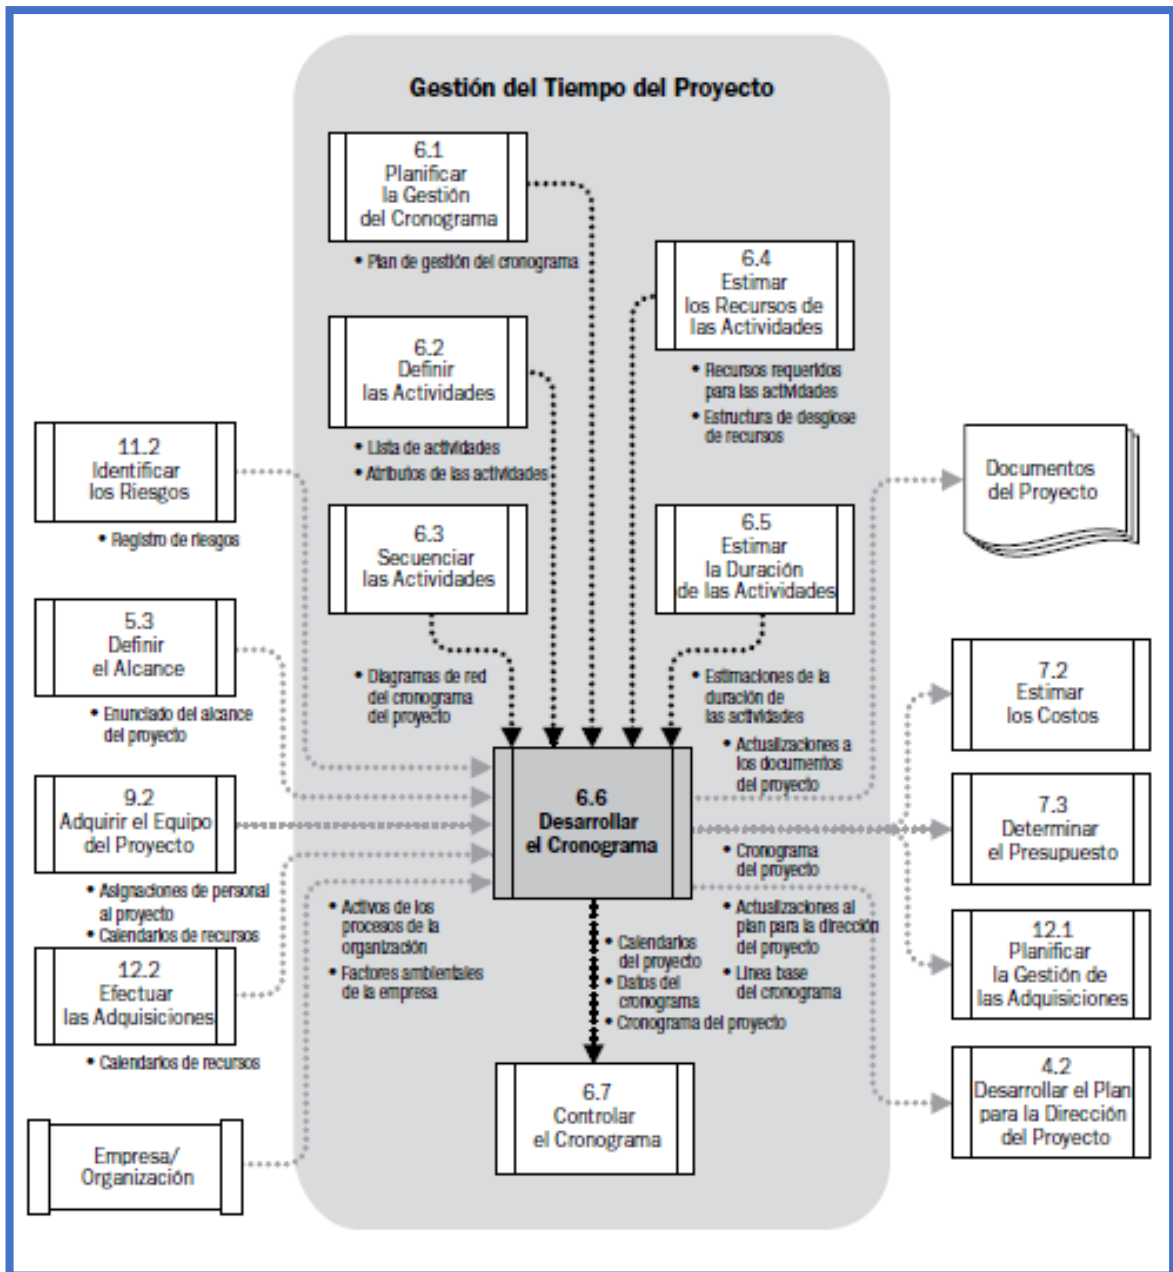 Gestión del Tiempo del Proyecto
6.1
Planificar
la Gestión
del Cronograma
• Plan de gestión del cronograma
6.4
Estimar
los Recursos de
las Actividades
• Recursos requeridos
para las actividades
• Estructura de desglose
de recursos
6.2
Definir
las Actividades
• Lista de actividades
• Atributos de las actividades
11.2
Identificar
los Riesgos
• Registro de riesgos
Documentos
del Proyecto
6.3
Secuenciar
las Actividades
• Diagramas de red
del cronograma
del proyecto
6.5
Estimar
la Duración
de las Actividades
• Estimaciones de la
duración de
las actividades
5.3
Definir
el Alcance
• Enunciado del alcance
del proyecto
7.2
Estimar
los Costos
• Actualizaciones a
los documentos
del proyecto
9.2
Adquirir el Equipo
del Proyecto
• Asignaciones de personal
al proyecto
• Calendarios de recursos
6.6
Desarrollar
el Cronograma
7.3
Determinar
el Presupuesto
• Cronograma
del proyecto
• Activos de los
procesos de la
organización
• Factores ambientales
de la empresa
• Actualizaciones al
plan para la dirección
del proyecto
• Línea base
del cronograma
• Calendarios
del proyecto
• Datos del
cronograma
• Cronograma del proyecto
12.1
Planificar
la Gestión de
las Adquisiciones
12.2
Efectuar
las Adquisiciones
• Calendarios de recursos
6.7
Controlar
el Cronograma
4.2
Desarrollar el Plan
para la Dirección
del Proyecto
Empresa/
Organización